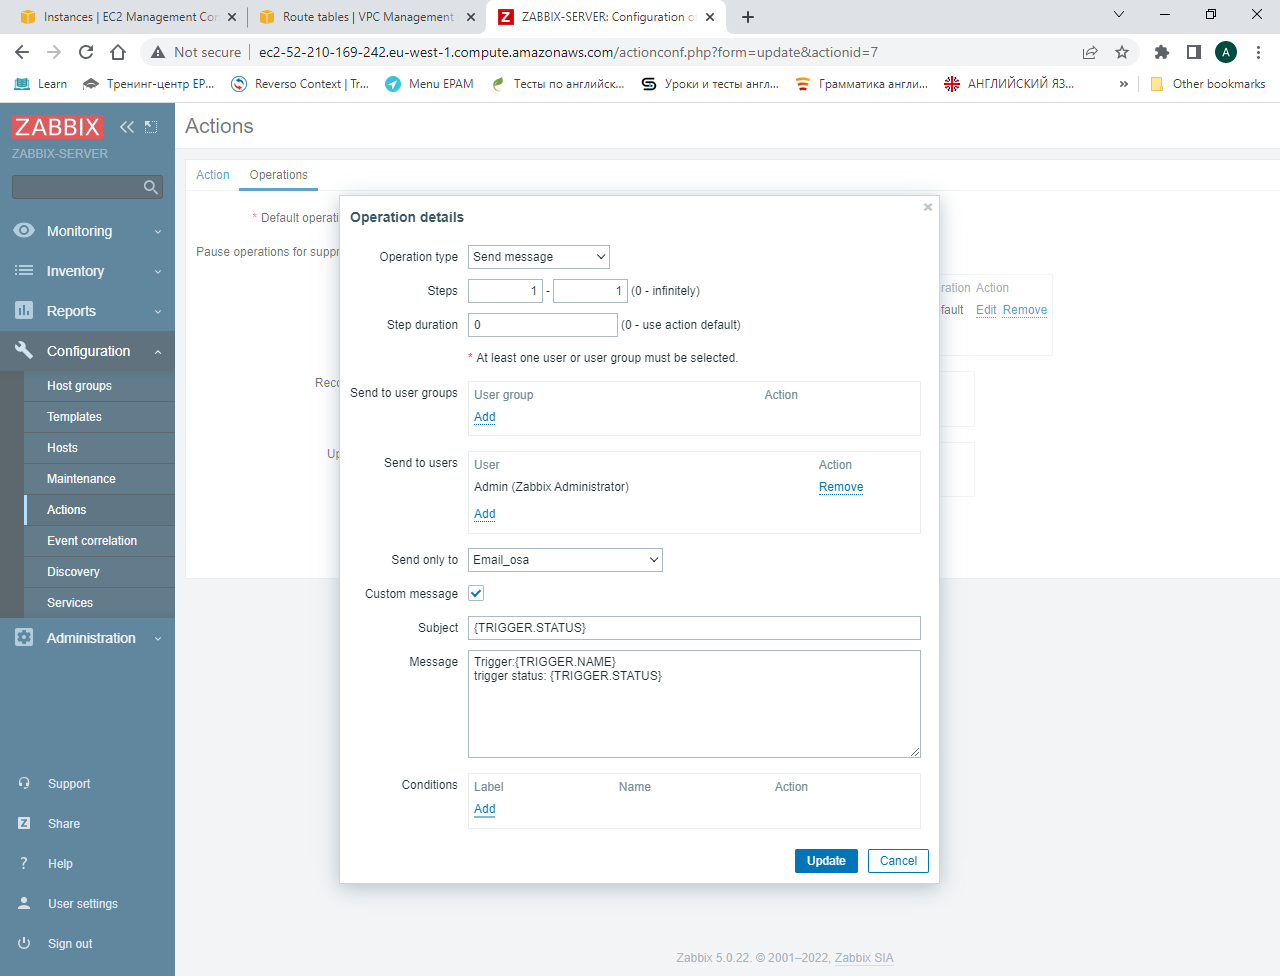 Instances | EC2 Management Con
Route tables | VPC Management
ZABBIX-SERVER: Configuration o
Not secure
ec2-52-210-169-242.eu-west-1.compute.amazonaws.com/actionconf.php?form=update&actionid=7
A
Learn
Тренинг-центр EP...
Reverso Context | Tr...
Menu EPAM
Тесты по английск...
Уроки и тесты англ...
Грамматика англи...
АНГЛИЙСКИЙ ЯЗ...
»
Other bookmarks
ZABBIX
ZABBIX-SERVER
Monitoring
Inventory
Reports
Configuration
Host groups
Templates
Hosts
Maintenance
Actions
Event correlation
Discovery
Services
Administration
Support
Share
Help
User settings
Sign out
Actions
Action Operations
* Default operati
Pause operations for suppr
ration Action
fault Edit Remove
Reco
Up
Operation details
Operation type Send message
Steps 1 - 1 (0 - infinitely)
Step duration 0 (0 - use action default)
* At least one user or user group must be selected.
Send to user groups User group Action
Add
Send to users User Action
Admin (Zabbix Administrator) Remove
Add
Send only to Email_osa
Custom message
Subject {TRIGGER.STATUS}
Message Trigger:{TRIGGER.NAME}
trigger status: {TRIGGER.STATUS}
Conditions Label Name Action
Add
Update Cancel
Zabbix 5.0.22. © 2001–2022, Zabbix SIA